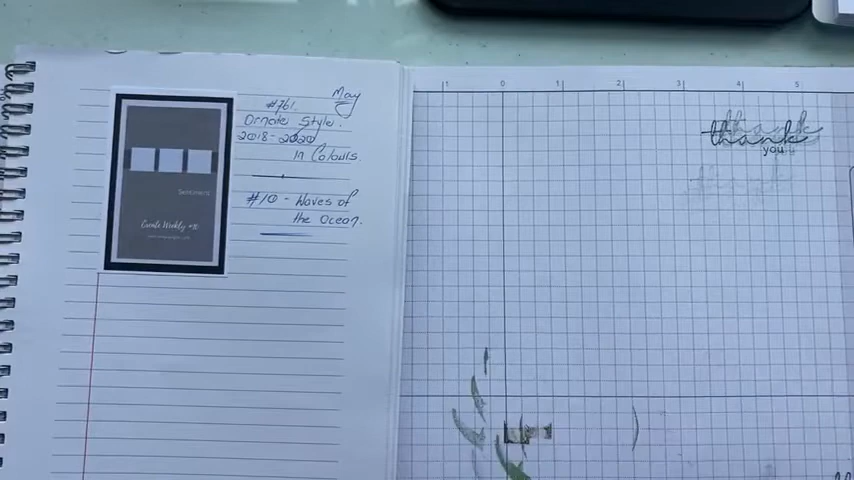 May
#761.
Ornate Style.
2018-2020
In Colours.
#10 - Waves of
the Ocean.
Sentiment
Create Weekly #10
1 0 1 2 3 4 5
thank
you
thank